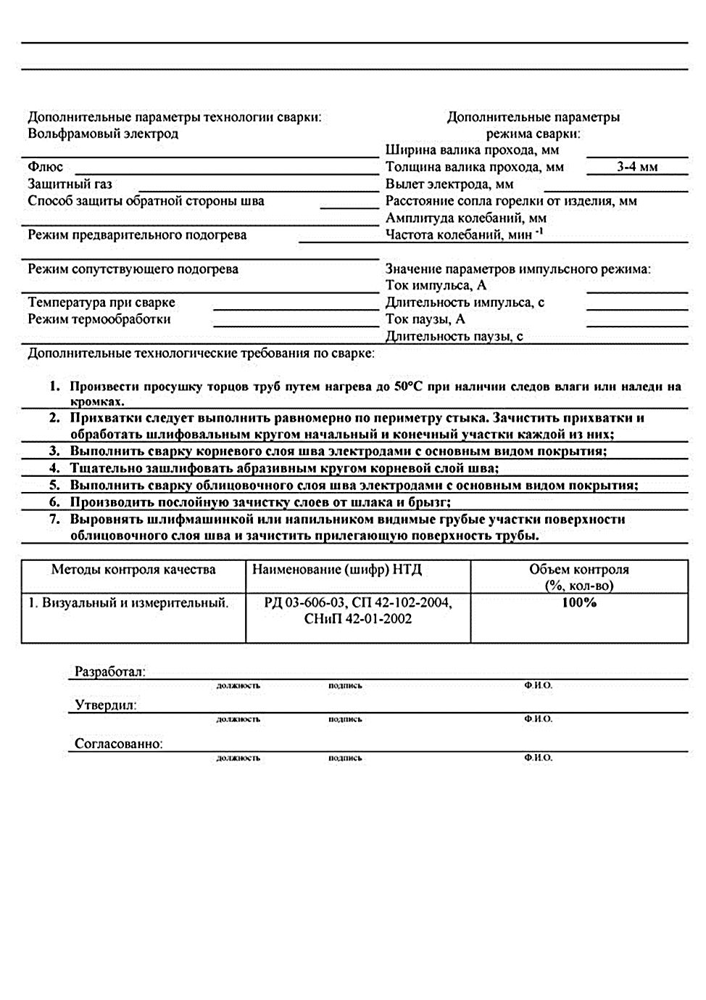 Дополнительные параметры технологии сварки:
Вольфрамовый электрод
Флюс
Защитный газ
Способ защиты обратной стороны шва
Режим предварительного подогрева
Режим сопутствующего подогрева
Температура при сварке
Режим термообработки
Дополнительные параметры
режима сварки:
Ширина валика прохода, мм
Толщина валика прохода, мм 3-4 мм
Вылет электрода, мм
Расстояние сопла горелки от изделия, мм
Амплитуда колебаний, мм
Частота колебаний, мин -1
Значение параметров импульсного режима:
Ток импульса, А
Длительность импульса, с
Ток паузы, А
Длительность паузы, с
Дополнительные технологические требования по сварке:
1. Произвести просушку торцов труб путем нагрева до 50°С при наличии следов влаги или наледи на
кромках.
2. Прихватки следует выполнить равномерно по периметру стыка. Зачистить прихватки и
обработать шлифовальным кругом начальный и конечный участки каждой из них;
3. Выполнить сварку корневого слоя шва электродами с основным видом покрытия;
4. Тщательно зашлифовать абразивным кругом корневой слой шва;
5. Выполнить сварку облицовочного слоя шва электродами с основным видом покрытия;
6. Производить послойную зачистку слоев от шлака и брызг;
7. Выровнять шлифмашинкой или напильником видимые грубые участки поверхности
облицовочного слоя шва и зачистить прилегающую поверхность трубы.
Методы контроля качества Наименование (шифр) НТД Объем контроля
(%, кол-во)
1. Визуальный и измерительный. РД 03-606-03, СП 42-102-2004, 100%
СНиП 42-01-2002
Разработал:
должность подпись Ф.И.О.
Утвердил:
должность подпись Ф.И.О.
Согласованно:
должность подпись Ф.И.О.